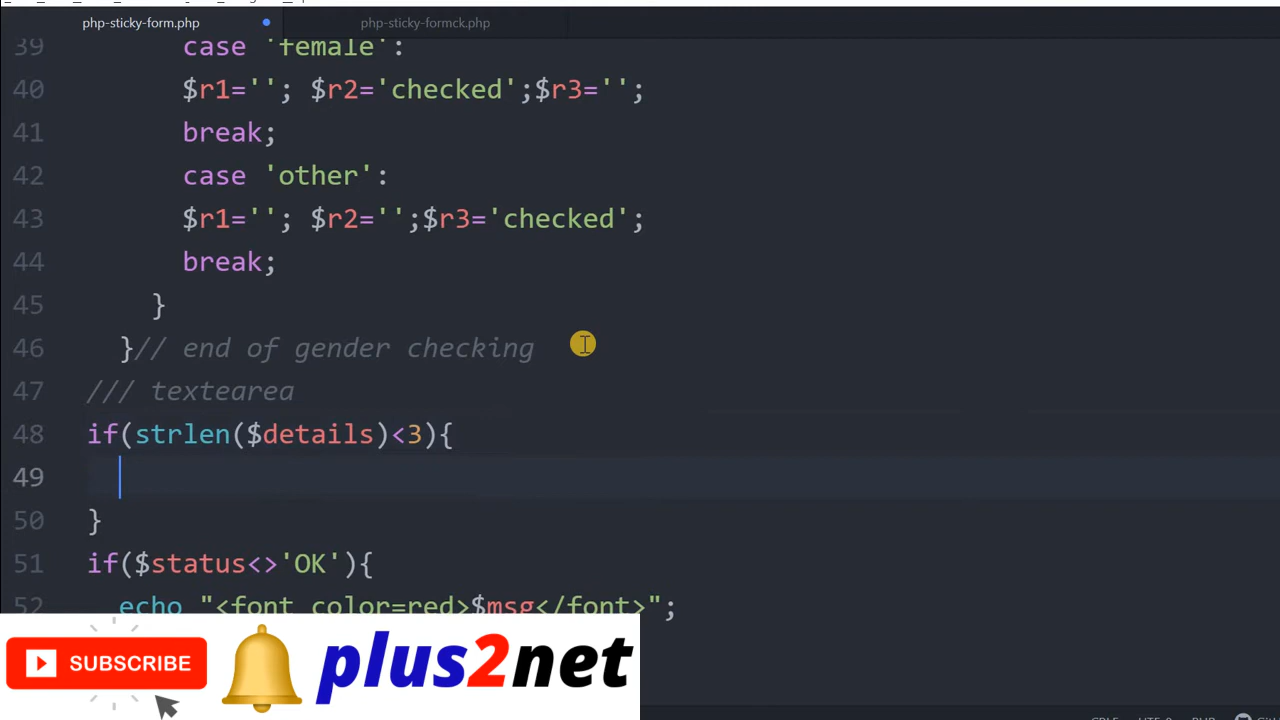 php-sticky-form.php
php-sticky-formck.php
39 case 'female':
40 $r1=''; $r2='checked';$r3='';
41 break;
42 case 'other':
43 $r1=''; $r2='';$r3='checked';
44 break;
45 }
46 }// end of gender checking
47 /// textearea
48 if(strlen($details)<3){
49
50 }
51 if($status<>'OK'){
52 echo "<font color=red>$msg</font>";
SUBSCRIBE
plus2net